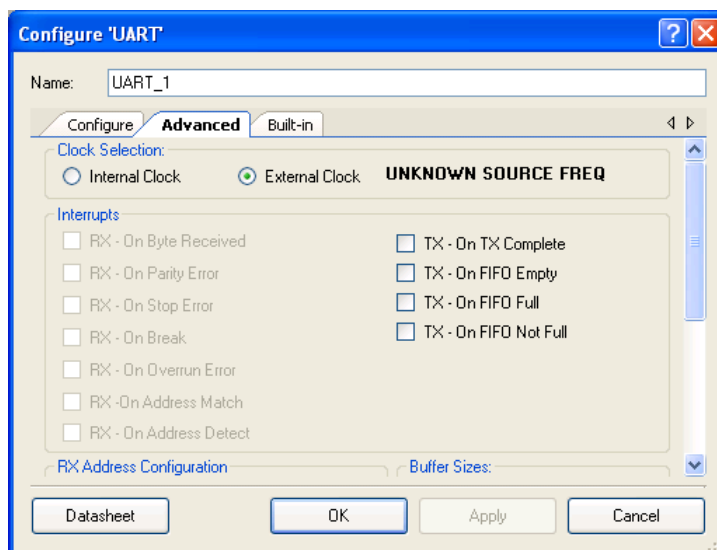 Configure 'UART'
Name: UART_1
Configure Advanced Built-in
Clock Selection:
Internal Clock External Clock UNKNOWN SOURCE FREQ
Interrupts
RX - On Byte Received
RX - On Parity Error
RX - On Stop Error
RX - On Break
RX - On Overrun Error
RX -On Address Match
RX - On Address Detect
TX - On TX Complete
TX - On FIFO Empty
TX - On FIFO Full
TX - On FIFO Not Full
RX Address Configuration
Buffer Sizes:
Datasheet OK Apply Cancel